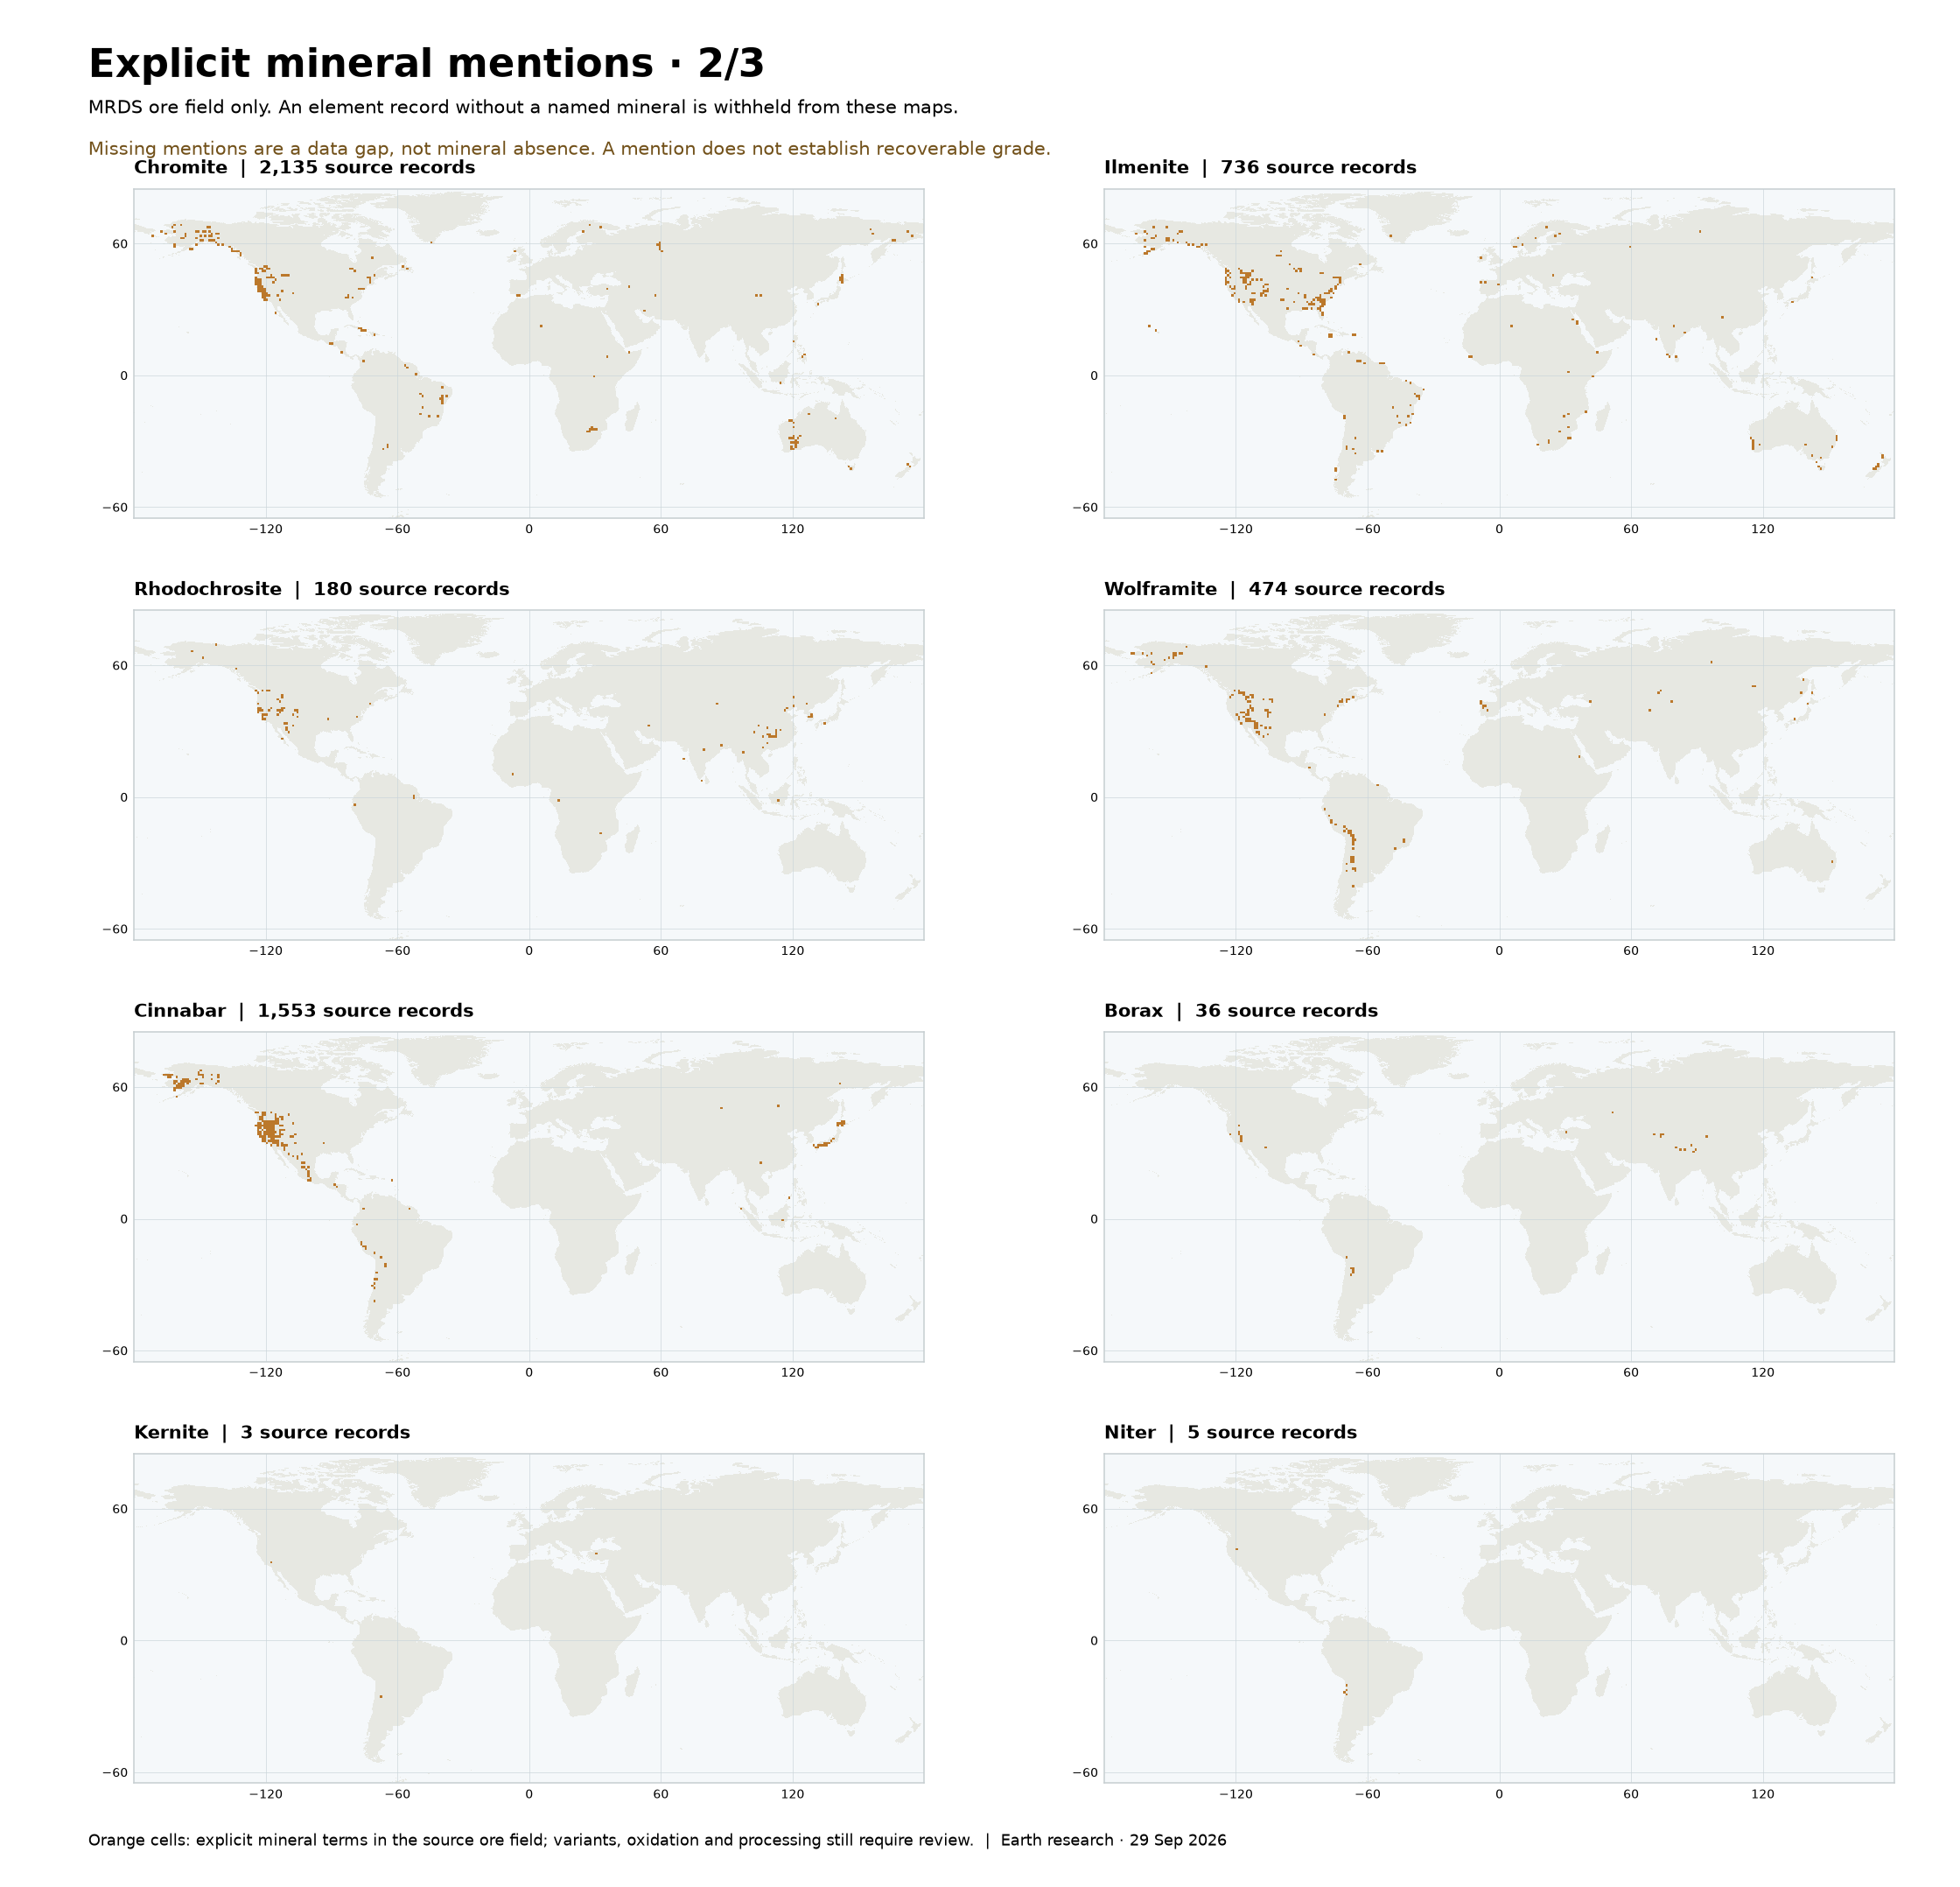 Explicit mineral mentions · 2/3
MRDS ore field only. An element record without a named mineral is withheld from these maps.
Missing mentions are a data gap, not mineral absence. A mention does not establish recoverable grade.
Chromite | 2,135 source records
60
0
−60
−120 −60 0 60 120
Ilmenite | 736 source records
60
0
−60
−120 −60 0 60 120
Rhodochrosite | 180 source records
60
0
−60
−120 −60 0 60 120
Wolframite | 474 source records
60
0
−60
−120 −60 0 60 120
Cinnabar | 1,553 source records
60
0
−60
−120 −60 0 60 120
Borax | 36 source records
60
0
−60
−120 −60 0 60 120
Kernite | 3 source records
60
0
−60
−120 −60 0 60 120
Niter | 5 source records
60
0
−60
−120 −60 0 60 120
Orange cells: explicit mineral terms in the source ore field; variants, oxidation and processing still require review. | Earth research · 29 Sep 2026